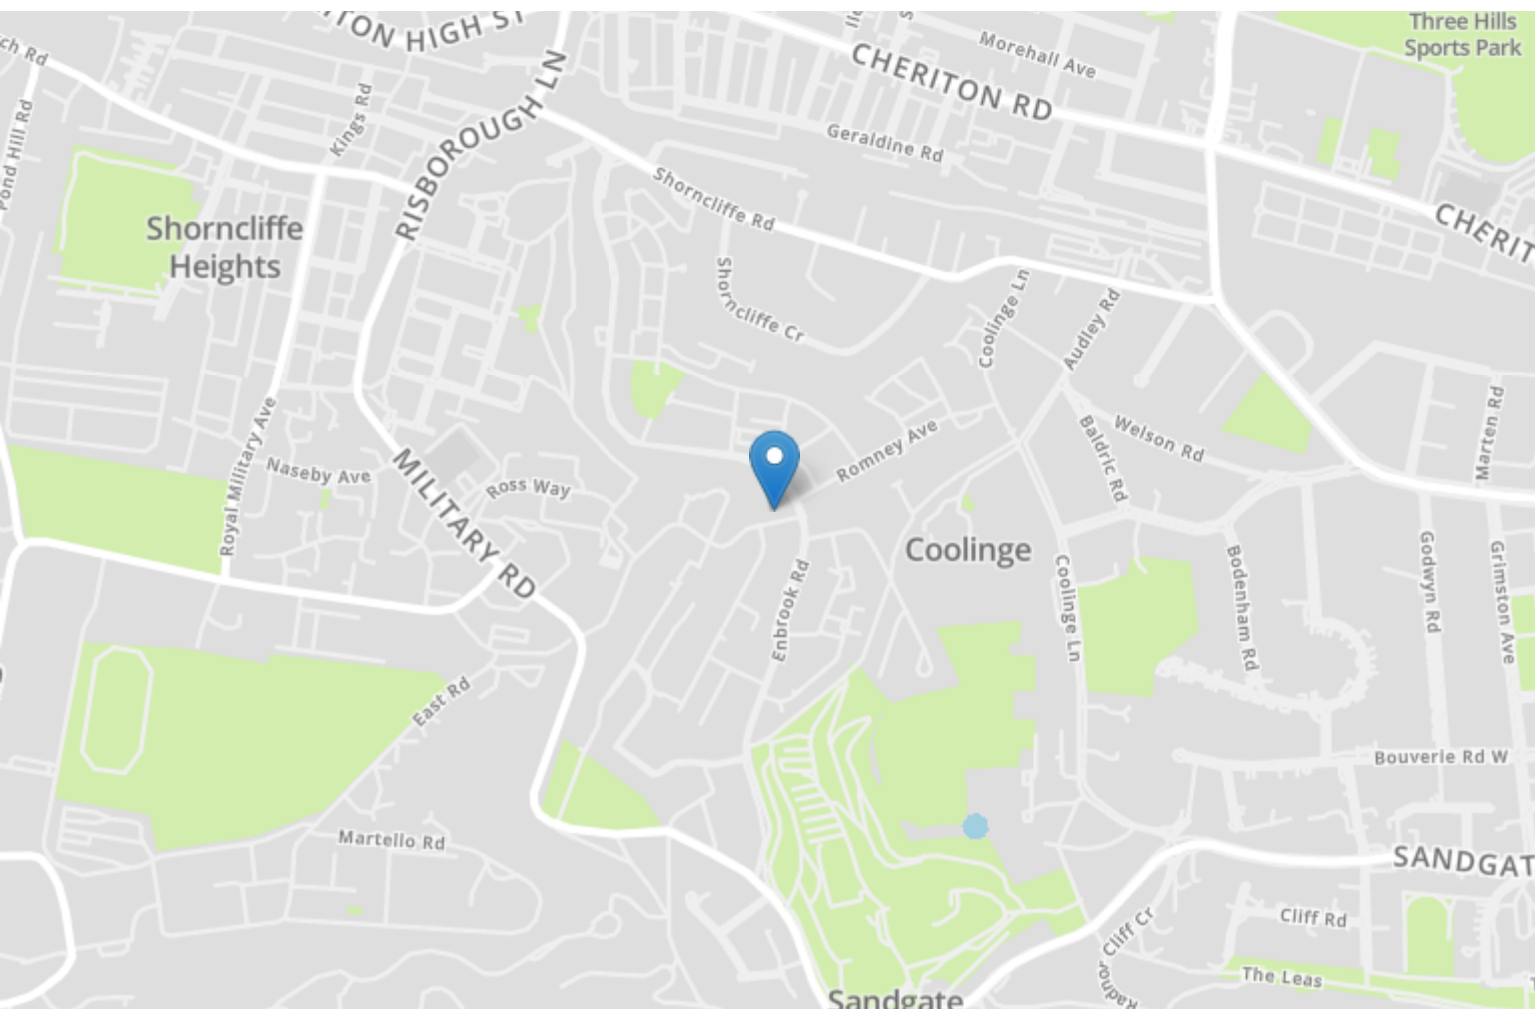 Three Hills
Sports Park
Morehall Ave
CHERITON RD
Kings Rd
RISBOROUGH LN
Geraldine Rd
Pond Hill Rd
Shorncliffe Rd
Shorncliffe
Heights
CHERIT
Shorncliffe Cr
Coolinge Ln
Audley Rd
Marten Rd
Royal Military Ave
Naseby Ave
MILITARY RD
Ross Way
Romney Ave
Baldric Rd
Welson Rd
Coolinge
Coolinge Ln
Enbrook Rd
Bodenham Rd
Godwyn Rd
Grimston Ave
East Rd
Bouverie Rd W
Martello Rd
SANDGAT
Cliff Rd
Radnor Cliff Cr
The Leas
Sandgate